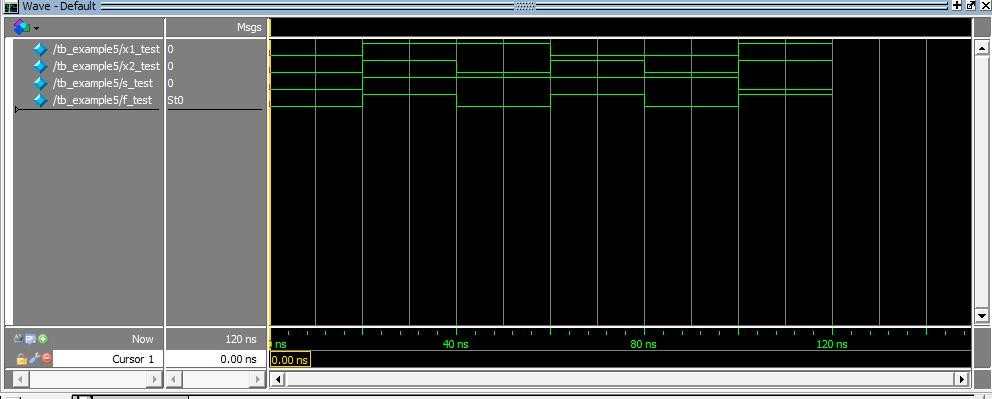 Wave - Default
Msgs
/tb_example5/x1_test 0
/tb_example5/x2_test 0
/tb_example5/s_test 0
/tb_example5/f_test St0
Now 120 ns
ns 40 ns 80 ns 120 ns
Cursor 1 0.00 ns
0.00 ns